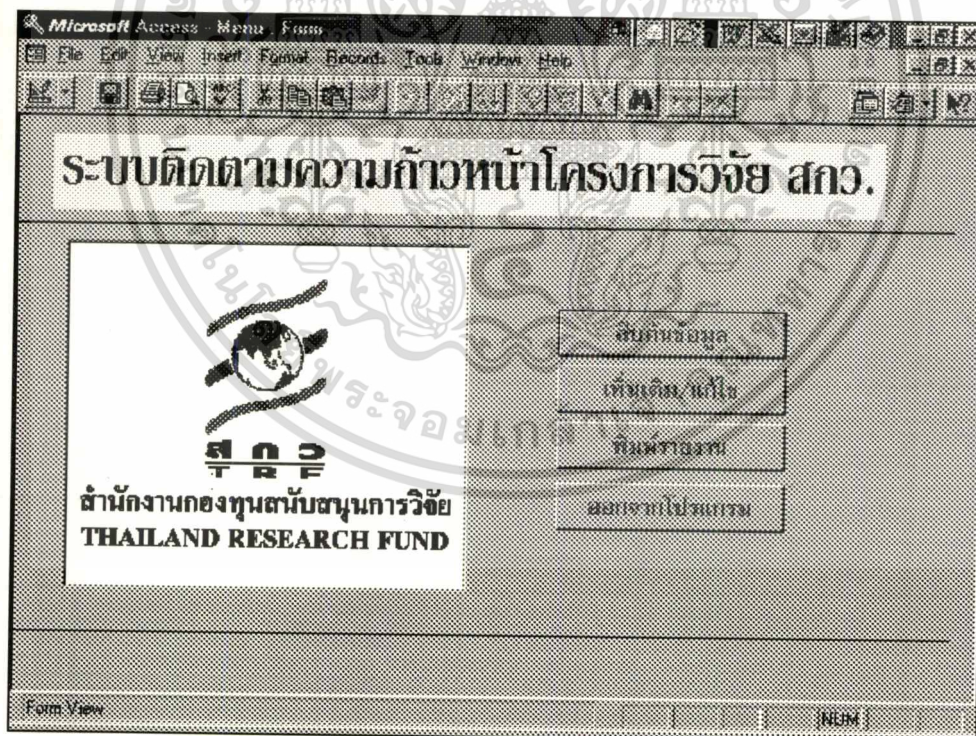 Microsoft Access - Menu : Form
File Edit View Insert Format Records Tools Window Help
ระบบติดตามความก้าวหน้าโครงการวิจัย สกว.
สกว
TRF
สำนักงานกองทุนสนับสนุนการวิจัย
THAILAND RESEARCH FUND
สืบค้นข้อมูล
เพิ่มเติม/แก้ไข
พิมพ์รายงาน
ออกจากโปรแกรม
Form View
NUM